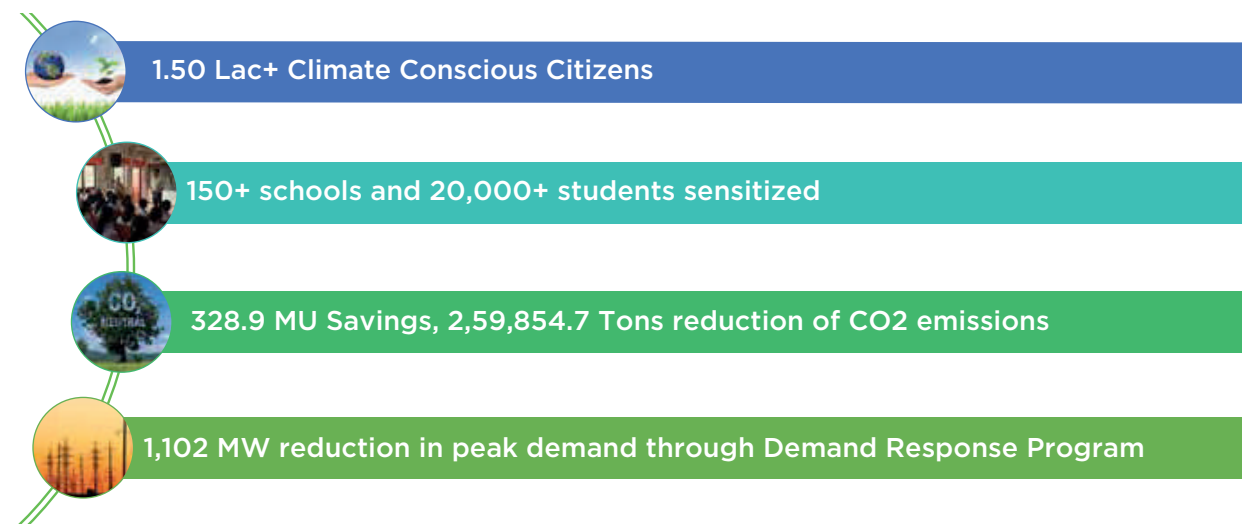 1.50 Lac+ Climate Conscious Citizens
150+ schools and 20,000+ students sensitized
CO2
NEUTRAL
328.9 MU Savings, 2,59,854.7 Tons reduction of CO2 emissions
1,102 MW reduction in peak demand through Demand Response Program